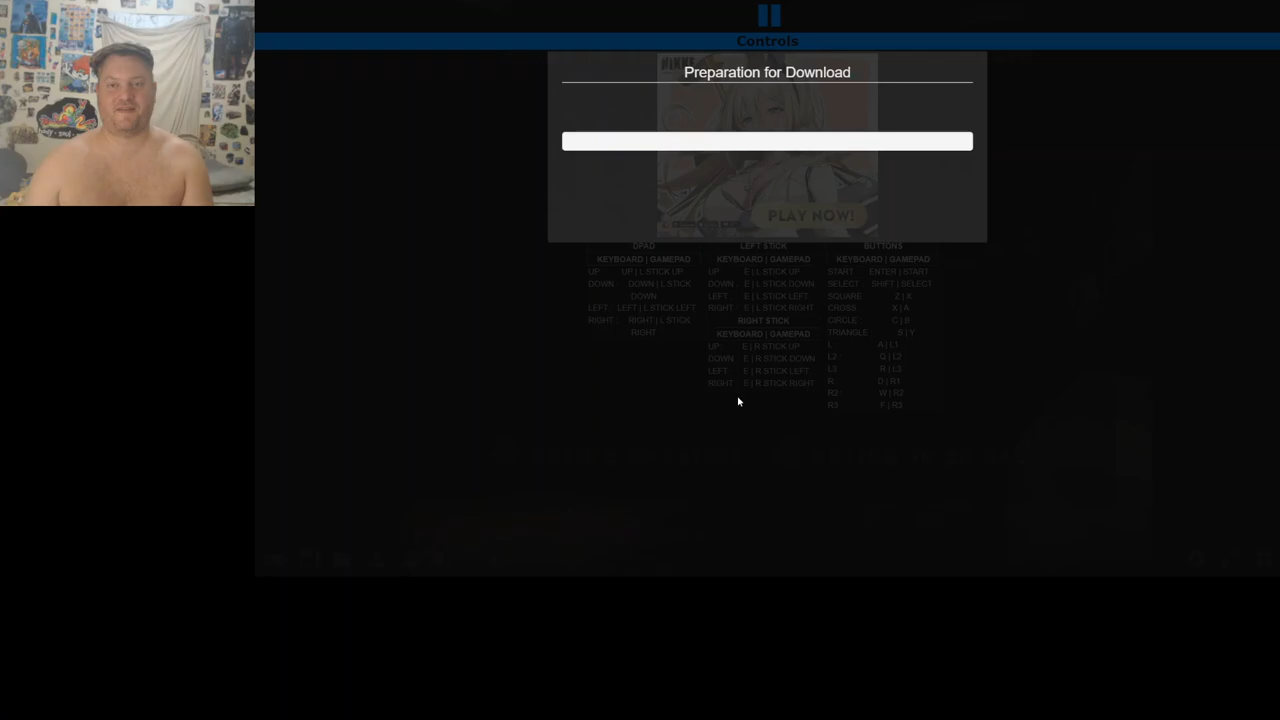 Controls
NIKKE
Preparation for Download
PLAY NOW!
DPAD
KEYBOARD | GAMEPAD
UP UP | L STICK UP
DOWN DOWN | L STICK
DOWN
LEFT LEFT | L STICK LEFT
RIGHT RIGHT | L STICK
RIGHT
LEFT STICK
KEYBOARD | GAMEPAD
UP E | L STICK UP
DOWN E | L STICK DOWN
LEFT E | L STICK LEFT
RIGHT E | L STICK RIGHT
RIGHT STICK
KEYBOARD | GAMEPAD
UP E | R STICK UP
DOWN E | R STICK DOWN
LEFT E | R STICK LEFT
RIGHT E | R STICK RIGHT
BUTTONS
KEYBOARD | GAMEPAD
START ENTER | START
SELECT SHIFT | SELECT
SQUARE Z | X
CROSS X | A
CIRCLE C | B
TRIANGLE S | Y
L A | L1
L2 Q | L2
L3 R | L3
R D | R1
R2 W | R2
R3 F | R3